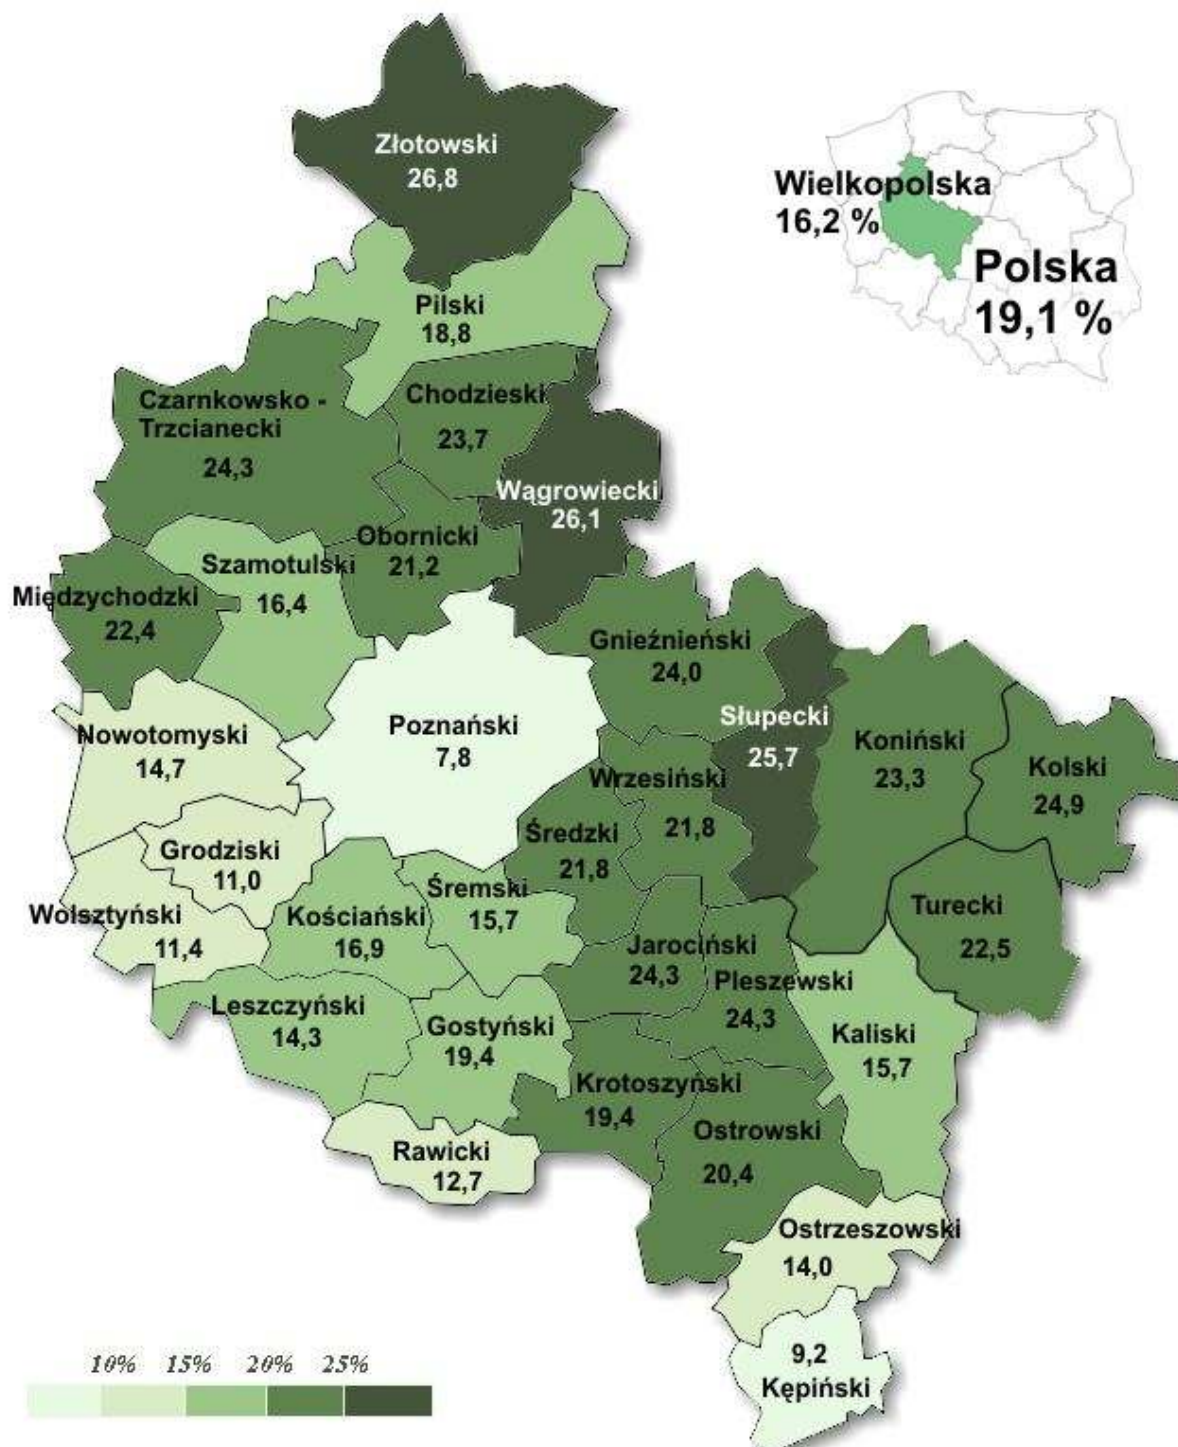 Złotowski
26,8
Wielkopolska
16,2 %
Polska
19,1 %
Pilski
18,8
Czarnkowsko -
Trzcianecki
24,3
Chodzieski
23,7
Wągrowiecki
26,1
Obornicki
21,2
Szamotulski
16,4
Międzychodzki
22,4
Gnieźnieński
24,0
Słupecki
25,7
Nowotomyski
14,7
Poznański
7,8
Koniński
23,3
Kolski
24,9
Wrzesiński
21,8
Średzki
21,8
Grodziski
11,0
Śremski
15,7
Wolsztyński
11,4
Kościański
16,9
Turecki
22,5
Jarociński
24,3
Pleszewski
24,3
Leszczyński
14,3
Gostyński
19,4
Kaliski
15,7
Krotoszyński
19,4
Ostrowski
20,4
Rawicki
12,7
Ostrzeszowski
14,0
9,2
Kępiński
10% 15% 20% 25%